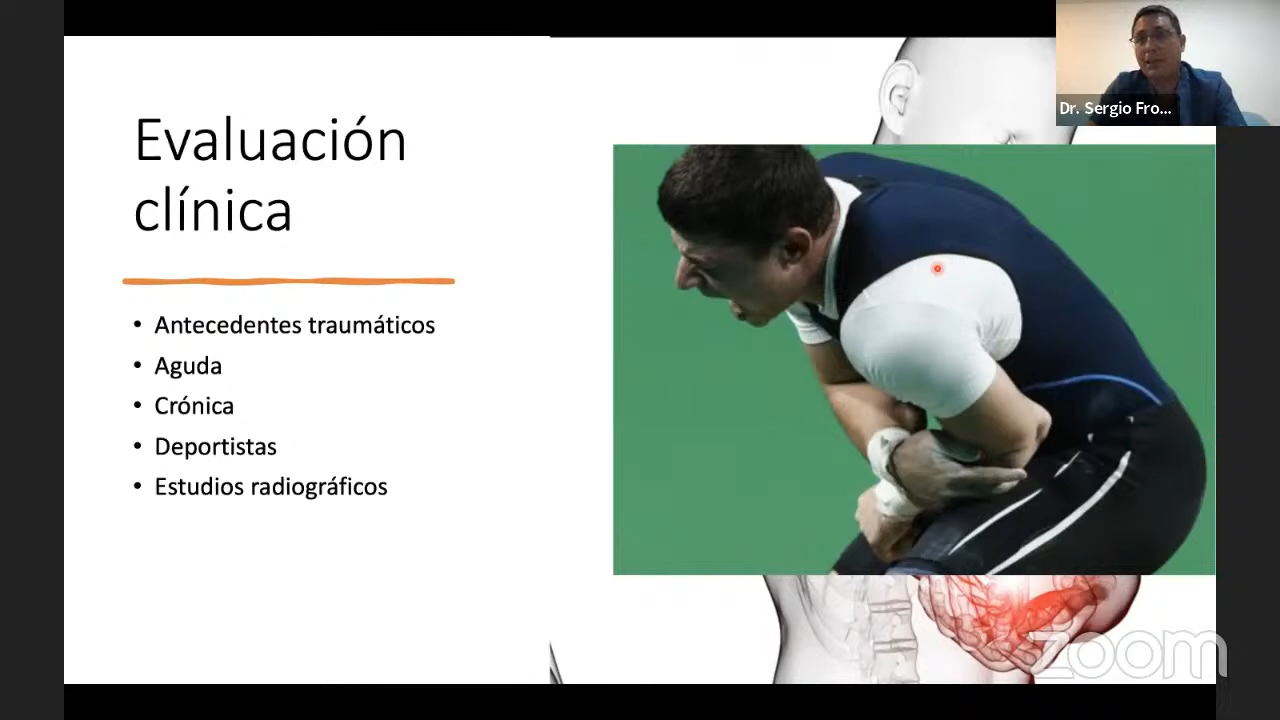 Dr. Sergio Fro...
Evaluación
clínica
• Antecedentes traumáticos
• Aguda
• Crónica
• Deportistas
• Estudios radiográficos
zoom